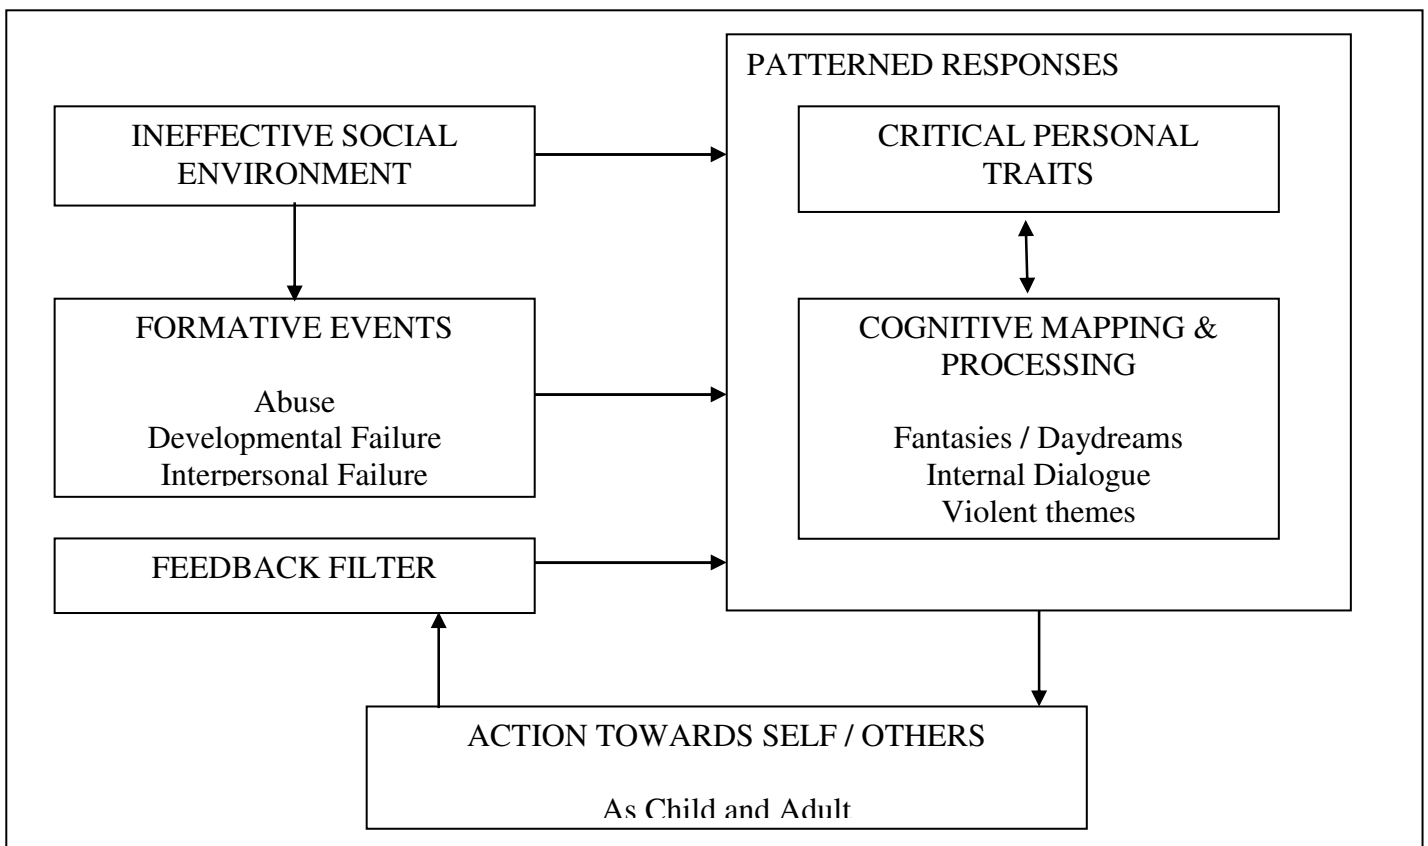 PATTERNED RESPONSES
INEFFECTIVE SOCIAL
ENVIRONMENT
CRITICAL PERSONAL
TRAITS
FORMATIVE EVENTS
Abuse
Developmental Failure
Interpersonal Failure
COGNITIVE MAPPING &
PROCESSING
Fantasies / Daydreams
Internal Dialogue
Violent themes
FEEDBACK FILTER
ACTION TOWARDS SELF / OTHERS
As Child and Adult